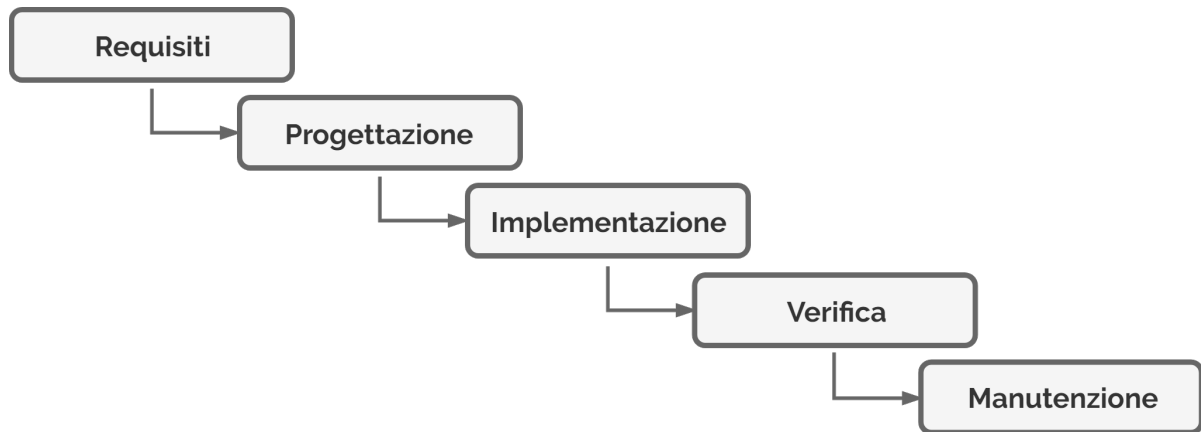 Requisiti
Progettazione
Implementazione
Verifica
Manutenzione